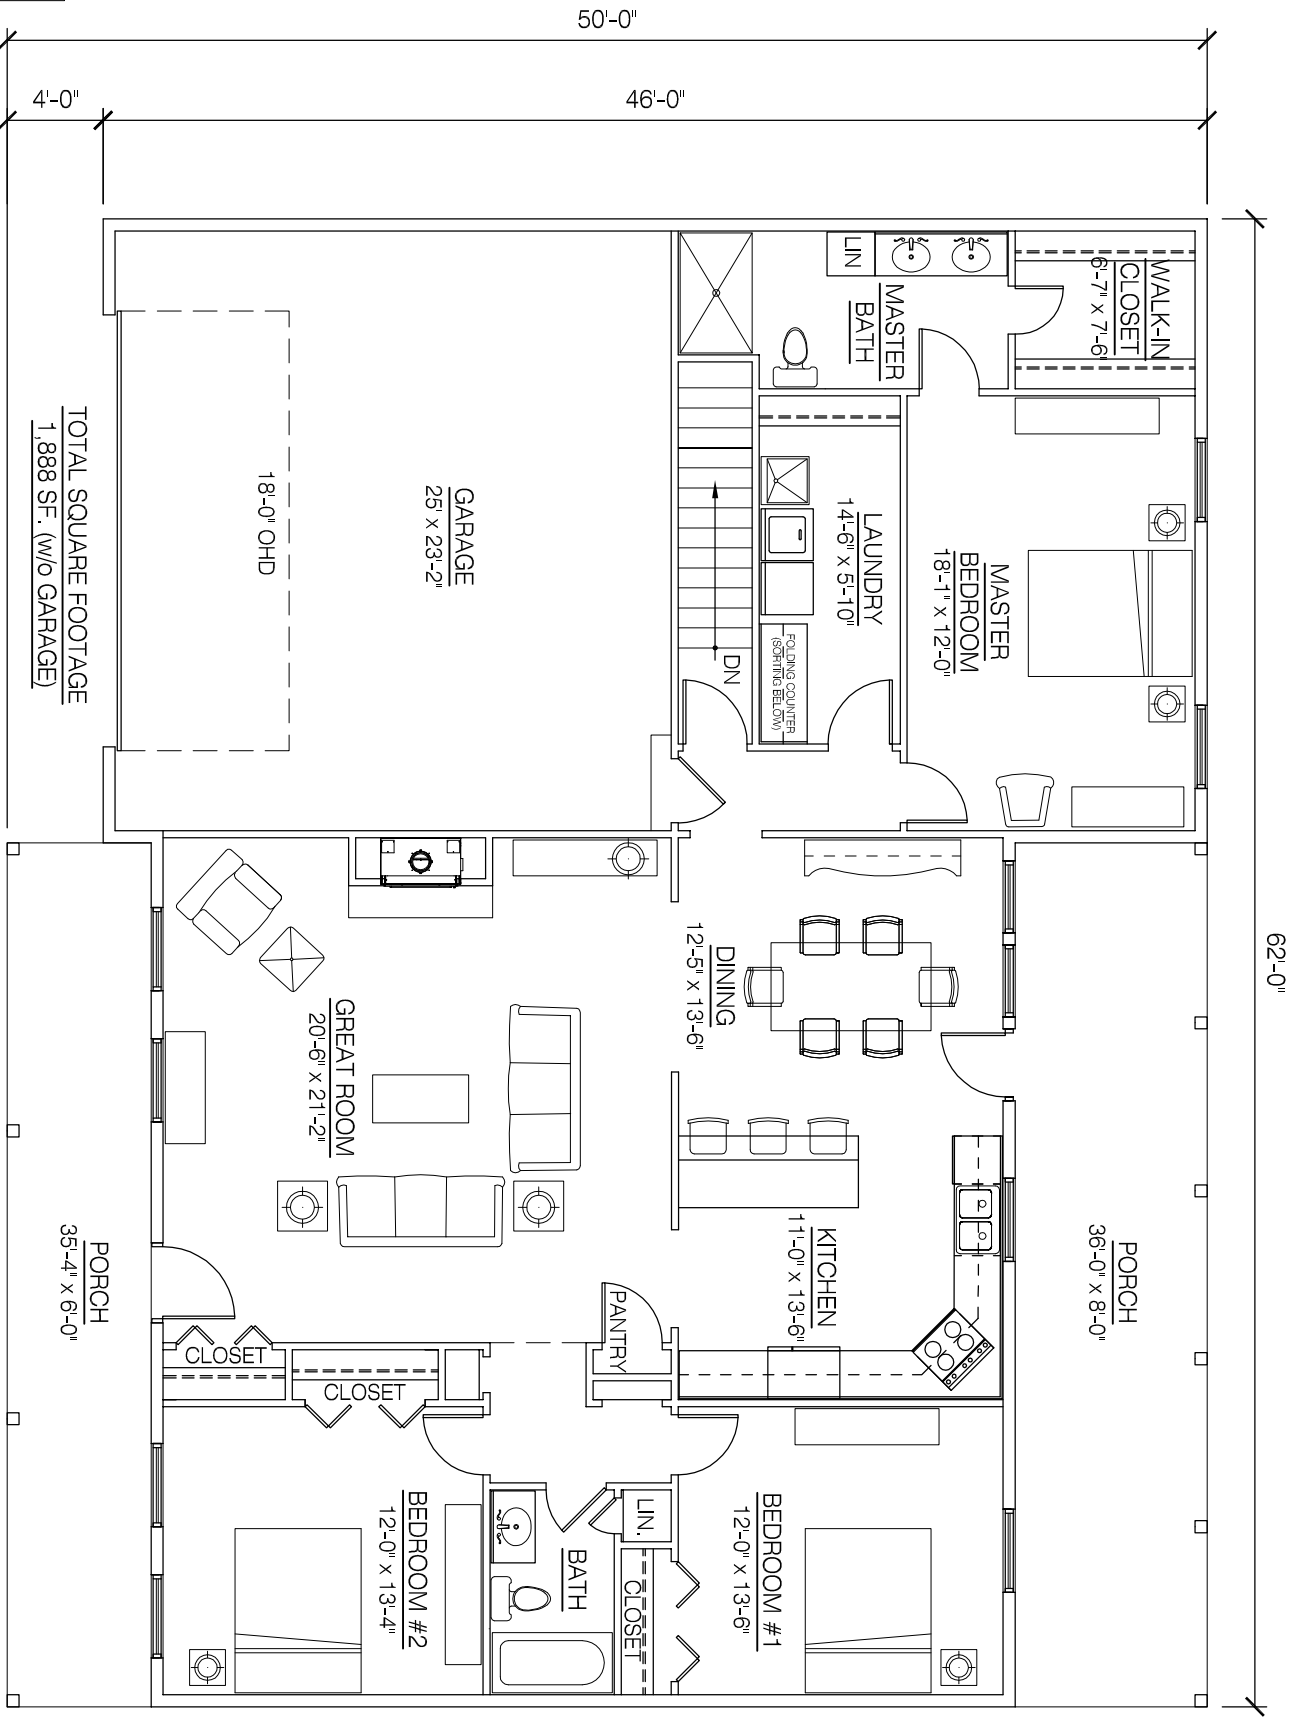 50'-0"
4'-0"
46'-0"
62'-0"
WALK-IN
CLOSET
6'-7" x 7'-6"
LIN
MASTER
BATH
MASTER
BEDROOM
18'-1" x 12'-0"
LAUNDRY
14'-6" x 5'-10"
FOLDING COUNTER
(SORTING BELOW)
DN
GARAGE
25' x 23'-2"
18'-0" OHD
TOTAL SQUARE FOOTAGE
1,888 SF. (w/o GARAGE)
DINING
12'-5" x 13'-6"
GREAT ROOM
20'-6" x 21'-2"
KITCHEN
11'-0" x 13'-6"
PORCH
36'-0" x 8'-0"
PORCH
35'-4" x 6'-0"
PANTRY
CLOSET
CLOSET
BEDROOM #1
12'-0" x 13'-6"
LIN.
BATH
CLOSET
BEDROOM #2
12'-0" x 13'-4"